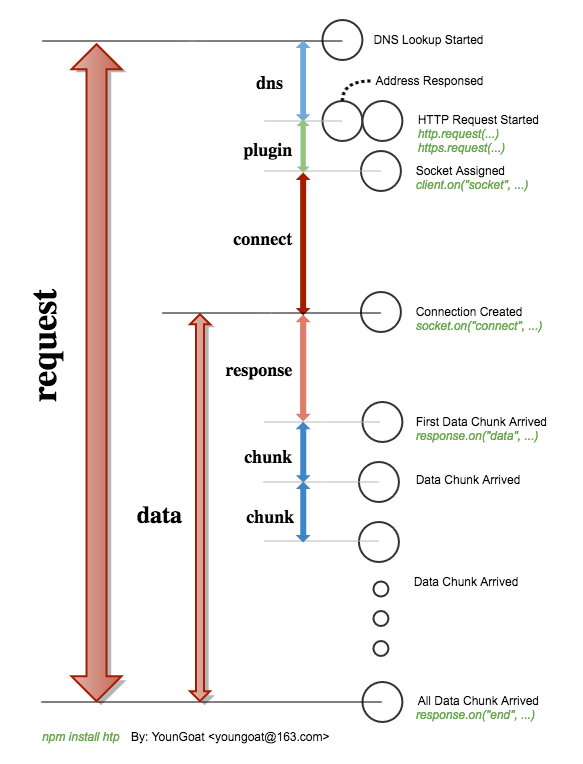 DNS Lookup Started
dns
Address Responsed
HTTP Request Started
http.request(...)
https.request(...)
plugin
Socket Assigned
client.on("socket", ...)
connect
request
Connection Created
socket.on("connect", ...)
response
First Data Chunk Arrived
response.on("data", ...)
chunk
Data Chunk Arrived
data
chunk
Data Chunk Arrived
All Data Chunk Arrived
response.on("end", ...)
npm install htp By: YounGoat <youngoat@163.com>